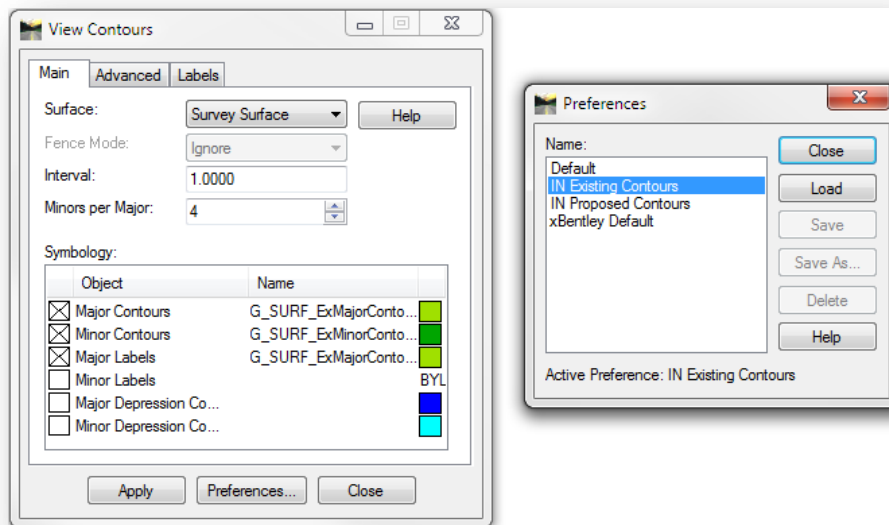 View Contours
Main Advanced Labels
Surface: Survey Surface Help
Fence Mode: Ignore
Interval: 1.0000
Minors per Major: 4
Symbology:
Object Name
Major Contours G_SURF_ExMajorConto...
Minor Contours G_SURF_ExMinorConto...
Major Labels G_SURF_ExMajorConto...
Minor Labels BYL
Major Depression Co...
Minor Depression Co...
Apply Preferences... Close
Preferences
Name:
Default
IN Existing Contours
IN Proposed Contours
xBentley Default
Close
Load
Save
Save As...
Delete
Help
Active Preference: IN Existing Contours